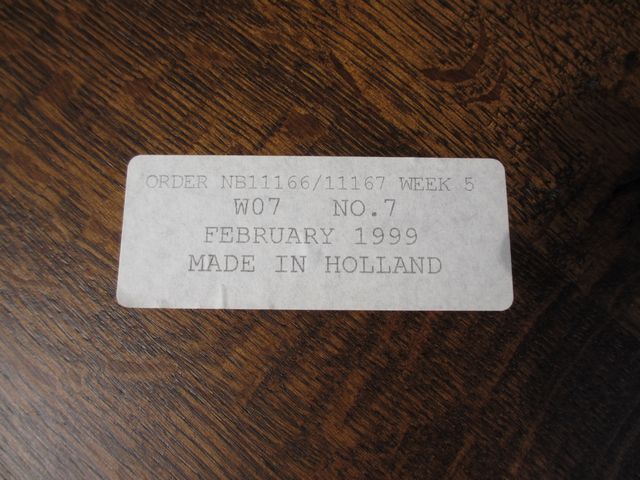 ORDER NB11166/11167 WEEK 5
W07 NO.7
FEBRUARY 1999
MADE IN HOLLAND